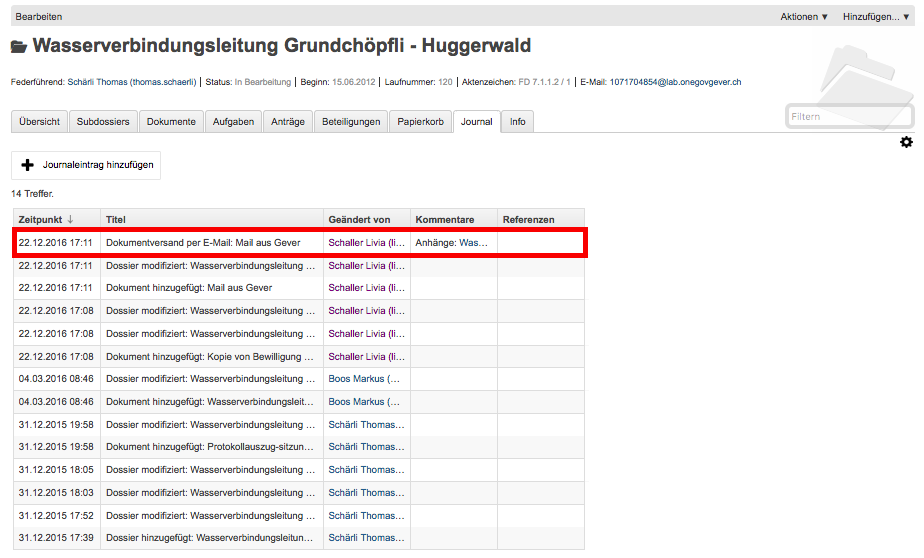 Bearbeiten Aktionen ▼ Hinzufügen... ▼
Wasserverbindungsleitung Grundchöpfli - Huggerwald
Federführend: Schärli Thomas (thomas.schaerli) | Status: In Bearbeitung | Beginn: 15.06.2012 | Laufnummer: 120 | Aktenzeichen: FD 7.1.1.2 / 1 | E-Mail: 1071704854@lab.onegovgever.ch
Übersicht Subdossiers Dokumente Aufgaben Anträge Beteiligungen Papierkorb Journal Info
Filtern
Journaleintrag hinzufügen
14 Treffer.
Zeitpunkt ↓ Titel Geändert von Kommentare Referenzen
22.12.2016 17:11 Dokumentversand per E-Mail: Mail aus Gever Schaller Livia (li... Anhänge: Was...
22.12.2016 17:11 Dossier modifiziert: Wasserverbindungsleitung ... Schaller Livia (li...
22.12.2016 17:11 Dokument hinzugefügt: Mail aus Gever Schaller Livia (li...
22.12.2016 17:08 Dossier modifiziert: Wasserverbindungsleitung ... Schaller Livia (li...
22.12.2016 17:08 Dossier modifiziert: Wasserverbindungsleitung ... Schaller Livia (li...
22.12.2016 17:08 Dokument hinzugefügt: Kopie von Bewilligung ... Schaller Livia (li...
04.03.2016 08:46 Dossier modifiziert: Wasserverbindungsleitung ... Boos Markus (...
04.03.2016 08:46 Dokument hinzugefügt: Wasserverbindungsleit... Boos Markus (...
31.12.2015 19:58 Dossier modifiziert: Wasserverbindungsleitung ... Schärli Thomas...
31.12.2015 19:58 Dokument hinzugefügt: Protokollauszug-sitzun... Schärli Thomas...
31.12.2015 18:05 Dossier modifiziert: Wasserverbindungsleitung ... Schärli Thomas...
31.12.2015 18:03 Dossier modifiziert: Wasserverbindungsleitung ... Schärli Thomas...
31.12.2015 17:52 Dossier modifiziert: Wasserverbindungsleitung ... Schärli Thomas...
31.12.2015 17:39 Dossier hinzugefügt: Wasserverbindungsleitun... Schärli Thomas...